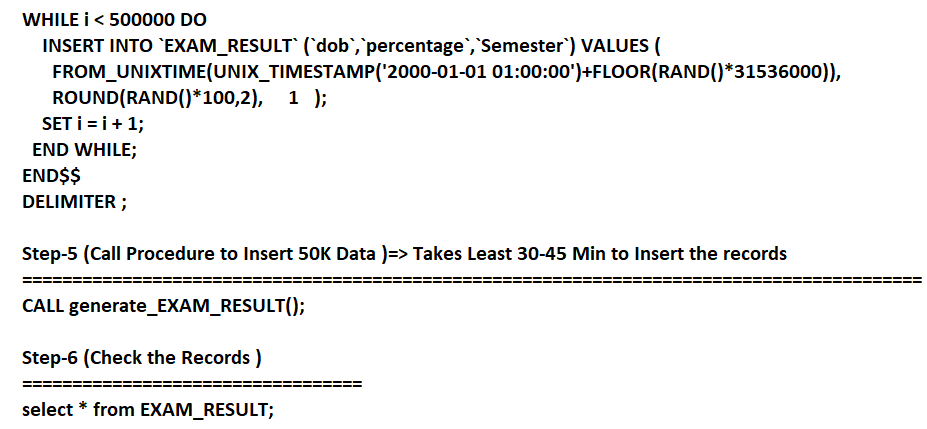 WHILE i < 500000 DO
INSERT INTO `EXAM_RESULT` (`dob`,`percentage`,`Semester`) VALUES (
FROM_UNIXTIME(UNIX_TIMESTAMP('2000-01-01 01:00:00')+FLOOR(RAND()*31536000)),
ROUND(RAND()*100,2), 1 );
SET i = i + 1;
END WHILE;
END$$
DELIMITER ;
Step-5 (Call Procedure to Insert 50K Data )=> Takes Least 30-45 Min to Insert the records
==========================================================================================
CALL generate_EXAM_RESULT();
Step-6 (Check the Records )
==================================
select * from EXAM_RESULT;